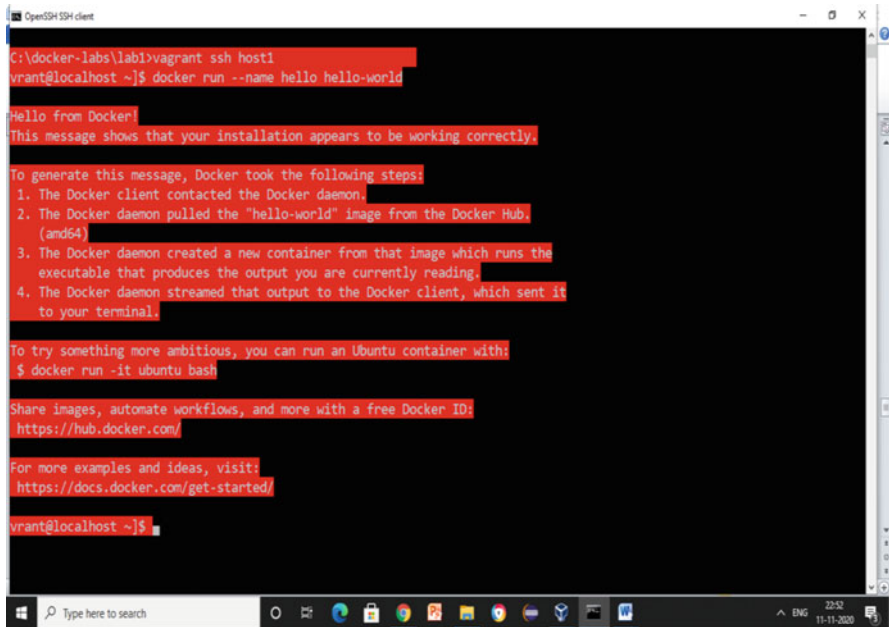 OpenSSH SSH client
C:\docker-labs\lab1>vagrant ssh host1
vrant@localhost ~]$ docker run --name hello hello-world
Hello from Docker!
This message shows that your installation appears to be working correctly.
To generate this message, Docker took the following steps:
1. The Docker client contacted the Docker daemon.
2. The Docker daemon pulled the "hello-world" image from the Docker Hub.
(amd64)
3. The Docker daemon created a new container from that image which runs the
executable that produces the output you are currently reading.
4. The Docker daemon streamed that output to the Docker client, which sent it
to your terminal.
To try something more ambitious, you can run an Ubuntu container with:
$ docker run -it ubuntu bash
Share images, automate workflows, and more with a free Docker ID:
https://hub.docker.com/
For more examples and ideas, visit:
https://docs.docker.com/get-started/
vrant@localhost ~]$
Type here to search
ENG
22:52
11-11-2020